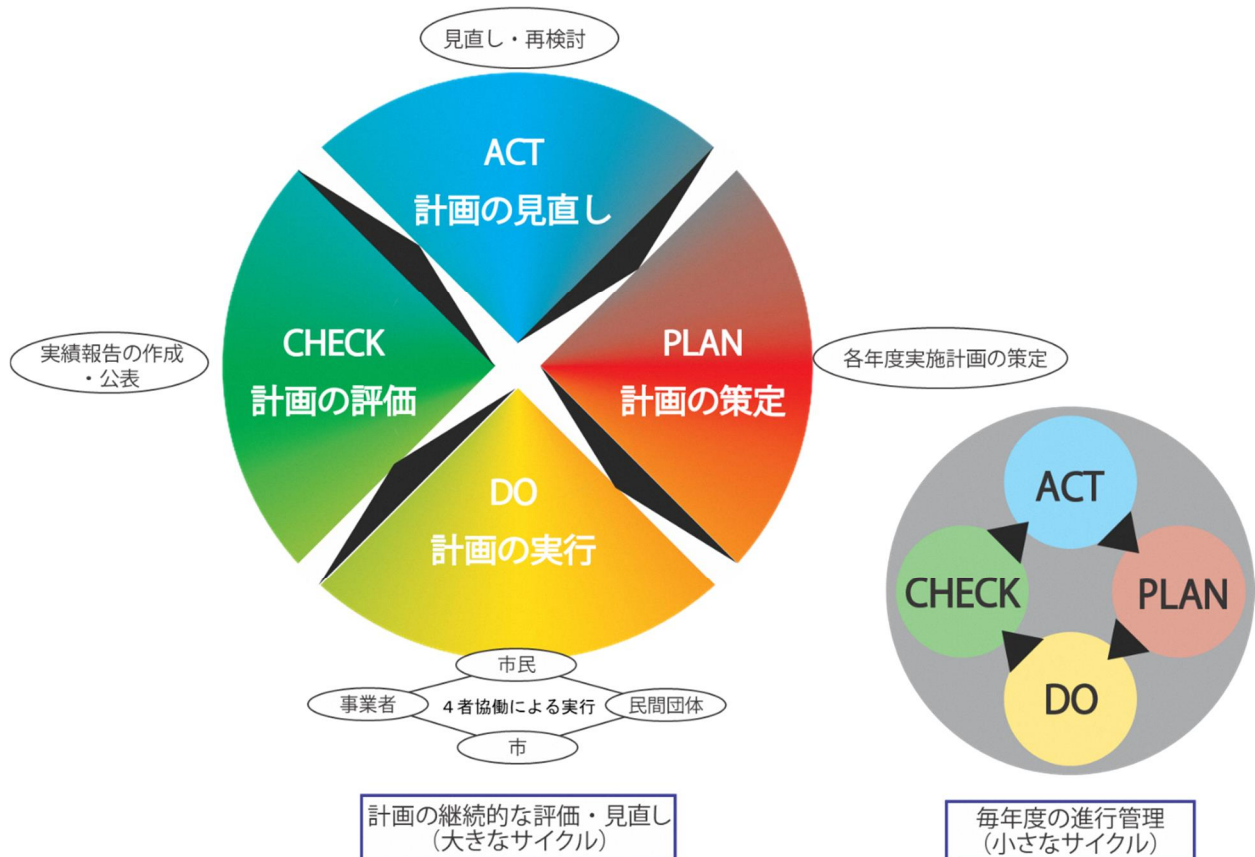 見直し・再検討
ACT
計画の見直し
CHECK
計画の評価
PLAN
計画の策定
実績報告の作成
・公表
各年度実施計画の策定
DO
計画の実行
市民
事業者
4者協働による実行
民間団体
市
計画の継続的な評価・見直し
（大きなサイクル）
ACT
CHECK
PLAN
DO
毎年度の進行管理
（小さなサイクル）